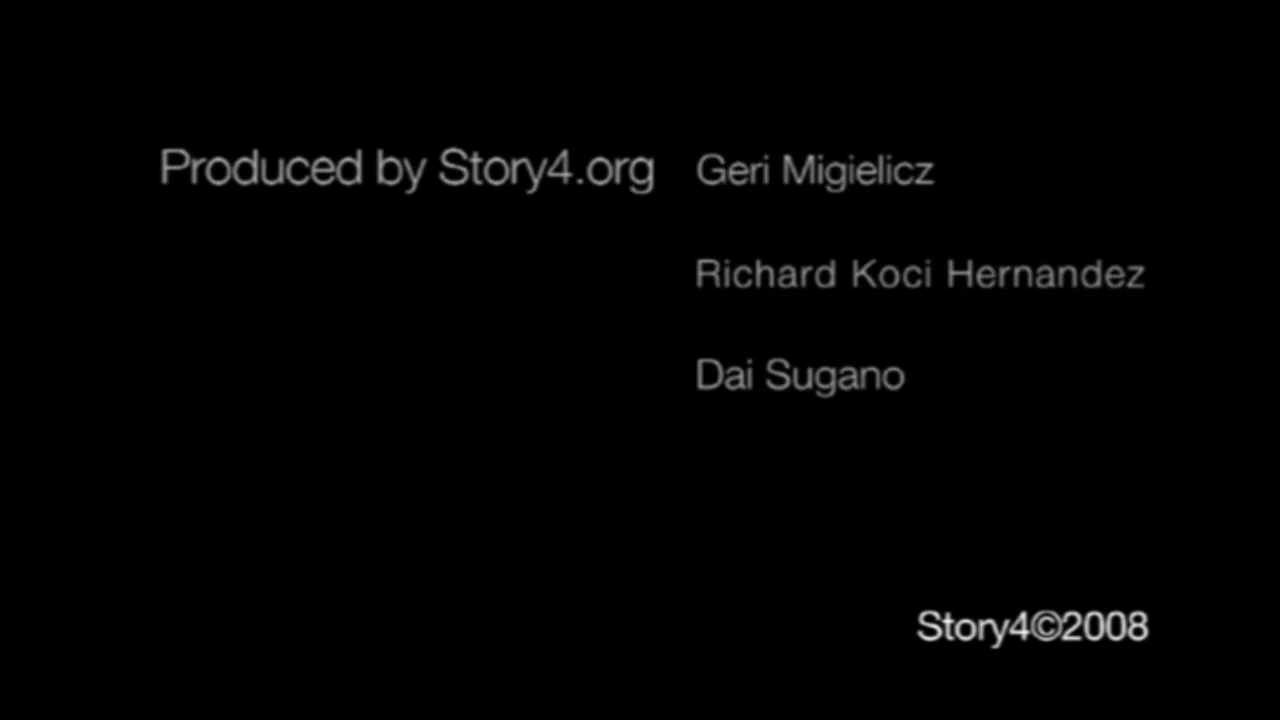 Produced by Story4.org Geri Migielicz
Richard Koci Hernandez
Dai Sugano
Story4©2008